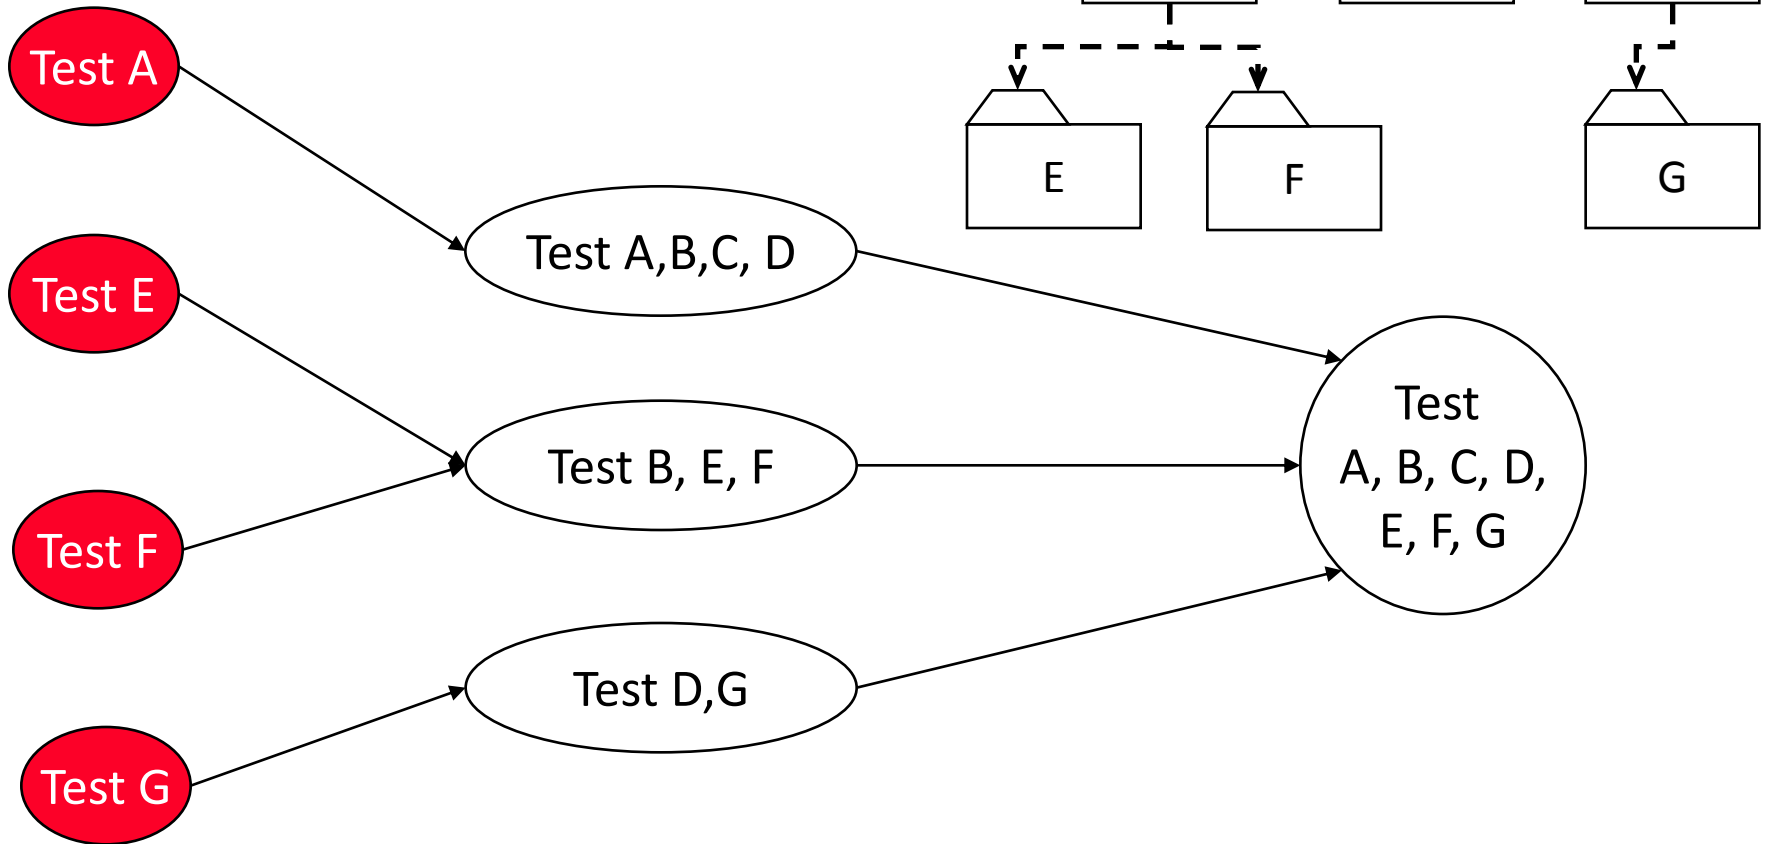 Test A
E
F
G
Test A,B,C, D
Test E
Test
A, B, C, D,
E, F, G
Test B, E, F
Test F
Test D,G
Test G